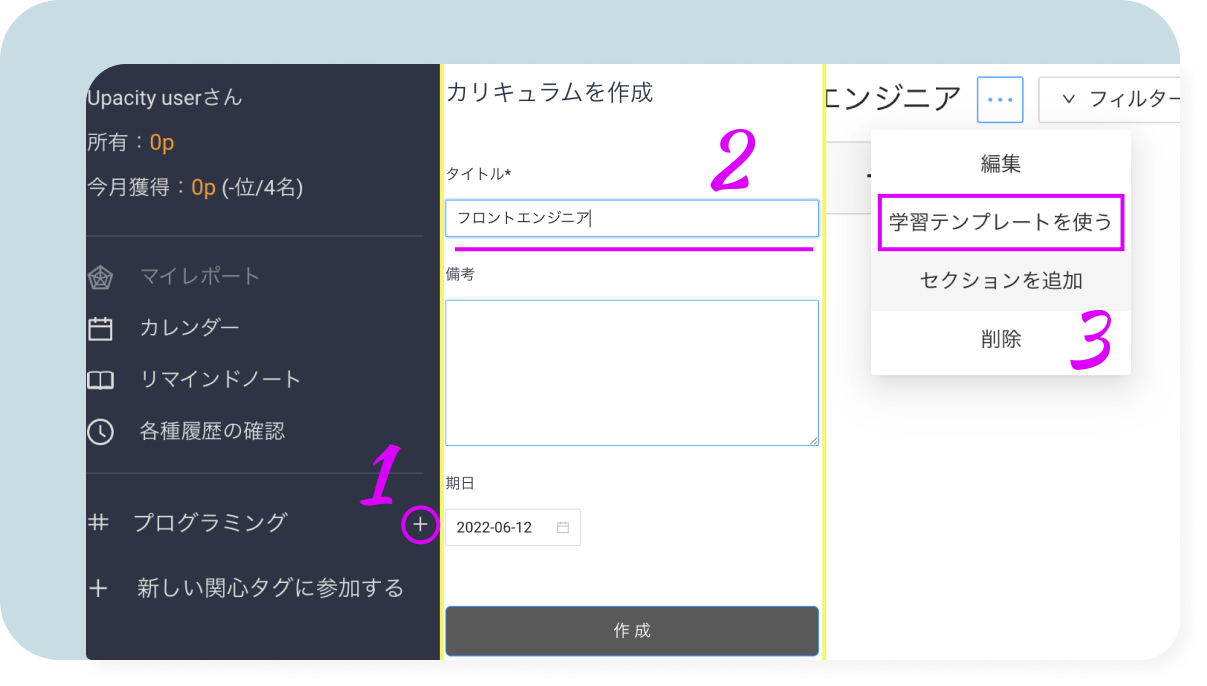 Upacity userさん
所有：0p
今月獲得：0p (-位/4名)
マイレポート
カレンダー
リマインドノート
各種履歴の確認
1
# プログラミング +
+ 新しい関心タグに参加する
カリキュラムを作成
2
タイトル*
フロントエンジニア
備考
期日
2022-06-12
作 成
エンジニア ... フィルター
編集
学習テンプレートを使う
セクションを追加
削除
3